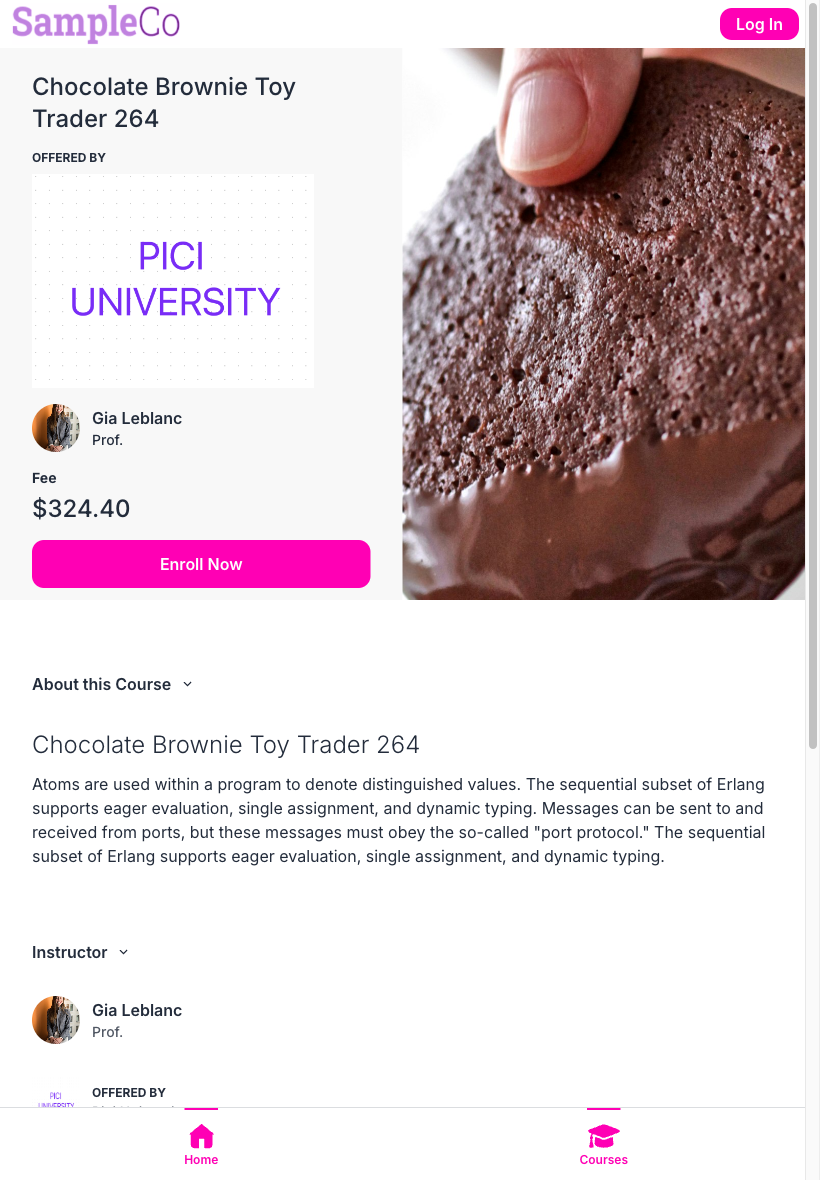 SampleCo
Log In
Chocolate Brownie Toy
Trader 264
OFFERED BY
PICI
UNIVERSITY
Gia Leblanc
Prof.
Fee
$324.40
Enroll Now
About this Course
Chocolate Brownie Toy Trader 264
Atoms are used within a program to denote distinguished values. The sequential subset of Erlang
supports eager evaluation, single assignment, and dynamic typing. Messages can be sent to and
received from ports, but these messages must obey the so-called "port protocol." The sequential
subset of Erlang supports eager evaluation, single assignment, and dynamic typing.
Instructor
Gia Leblanc
Prof.
PICI
UNIVERSITY
OFFERED BY
Home
Courses